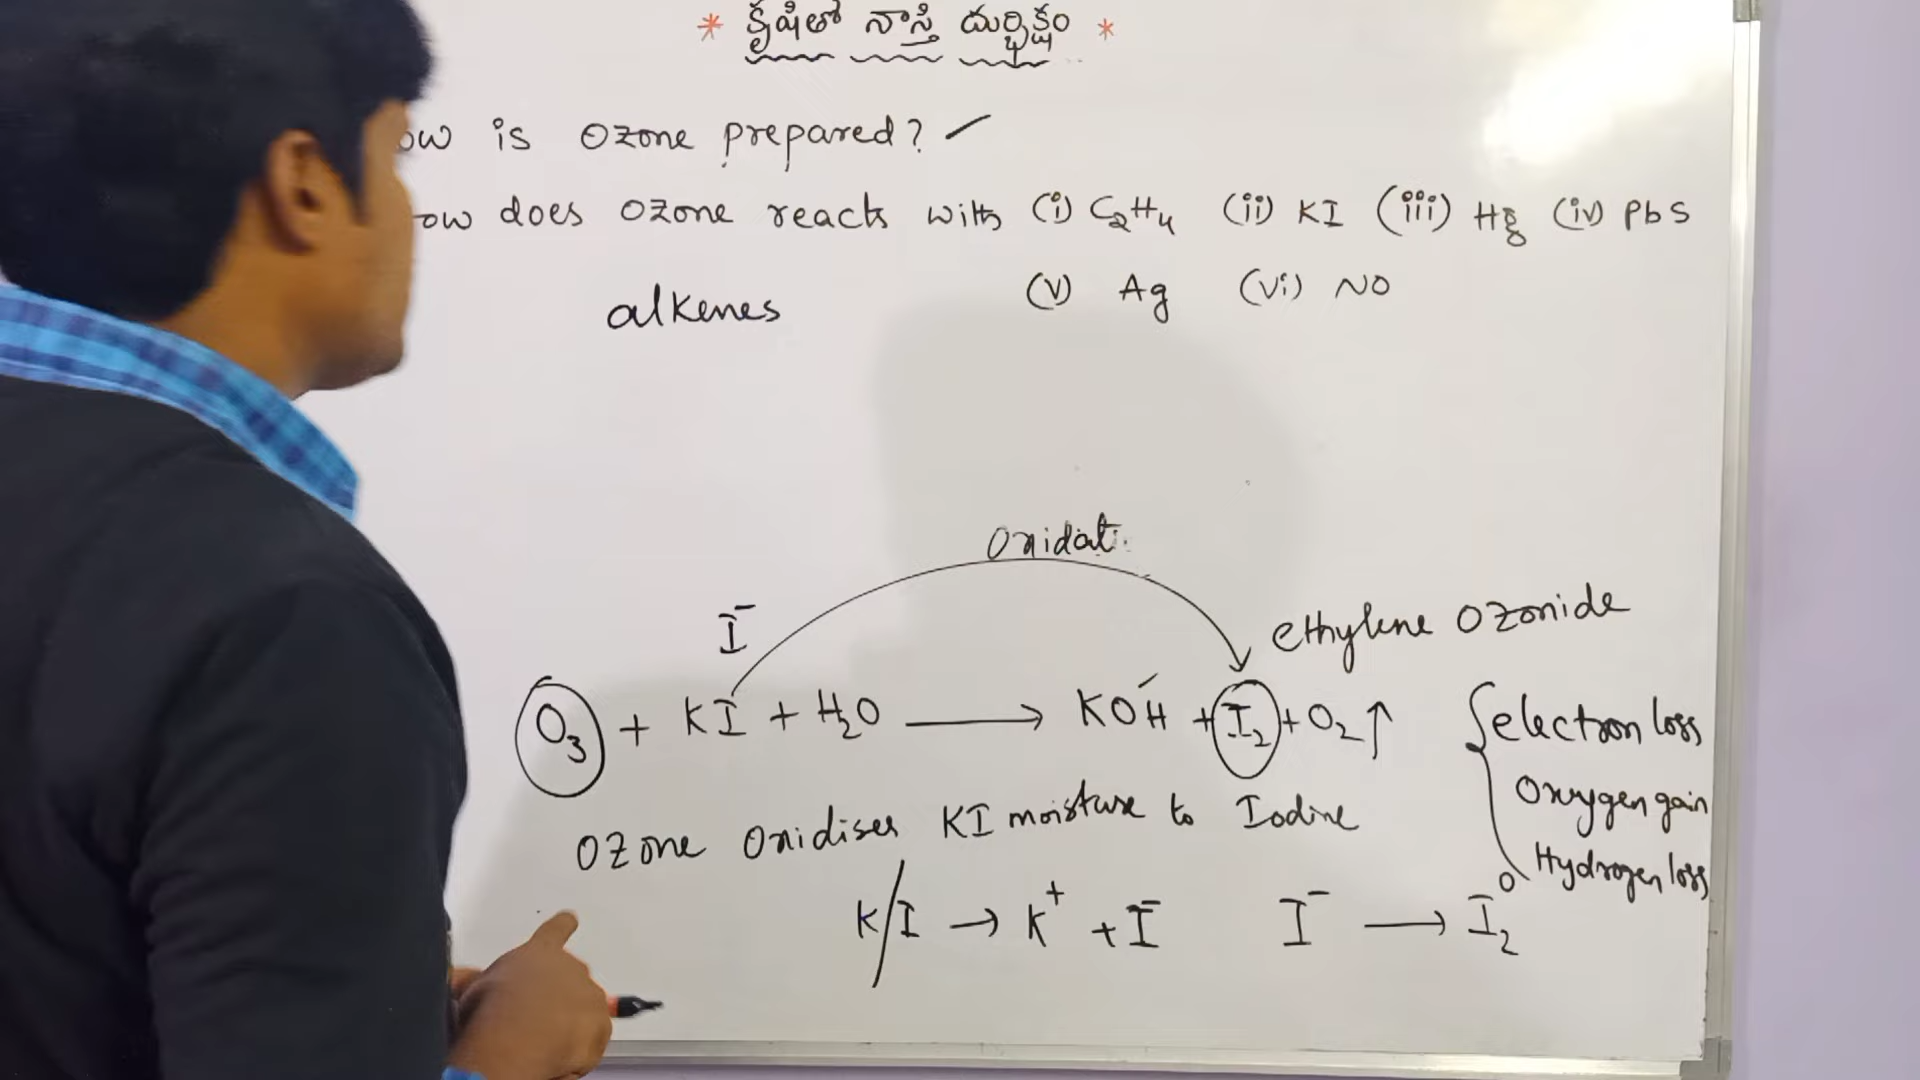 * కృషితో నాస్తి దుర్భిక్షం *
ow is Ozone prepared?
ow does Ozone reacts with (i) C₂H₄ (ii) KI (iii) Hg (iv) PbS
(v) Ag (vi) NO
alkenes
Oxidat
I⁻
ethylene Ozonide
O₃ + KI + H₂O ⟶ KOH + I₂ + O₂ ↑
electron loss
Oxygen gain
Hydrogen loss
Ozone Oxidises KI moisture to Iodine
K/I → K⁺ + I⁻ I⁻ ⟶ I₂⁰